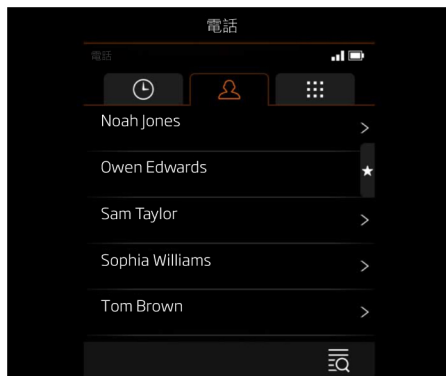 電話
電話
Noah Jones
Owen Edwards
Sam Taylor
Sophia Williams
Tom Brown